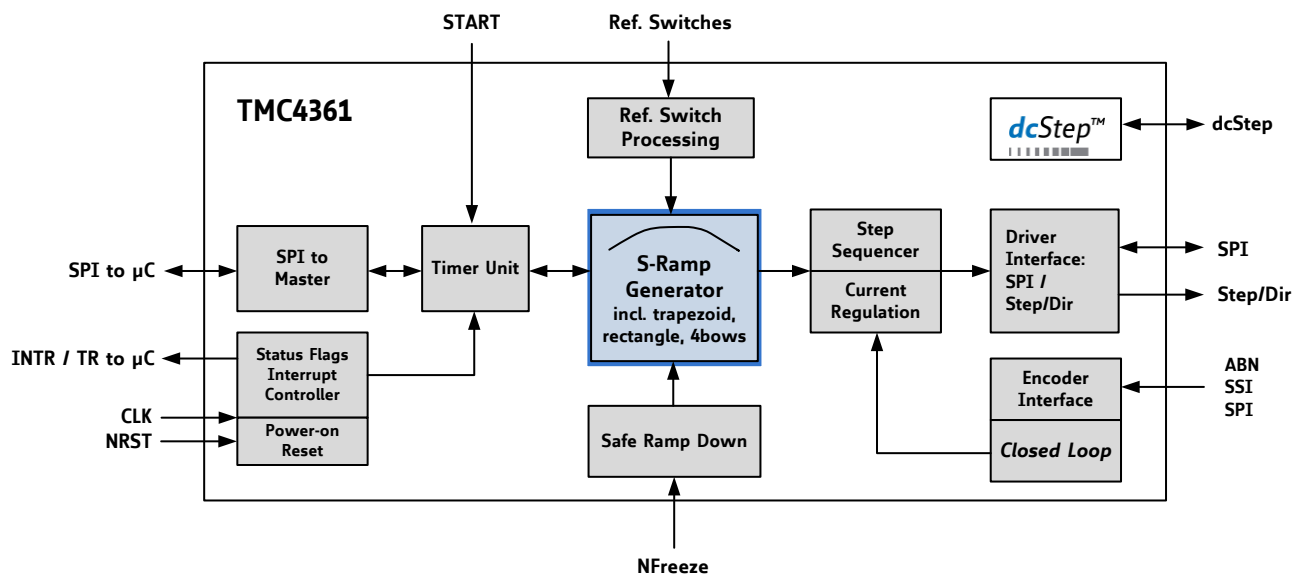 START
Ref. Switches
TMC4361
Ref. Switch
Processing
dcStep™
dcStep
SPI to µC
SPI to
Master
Timer Unit
S-Ramp
Generator
incl. trapezoid,
rectangle, 4bows
Step
Sequencer
Current
Regulation
Driver
Interface:
SPI /
Step/Dir
SPI
Step/Dir
INTR / TR to µC
Status Flags
Interrupt
Controller
CLK
NRST
Power-on
Reset
Safe Ramp Down
Encoder
Interface
Closed Loop
ABN
SSI
SPI
NFreeze